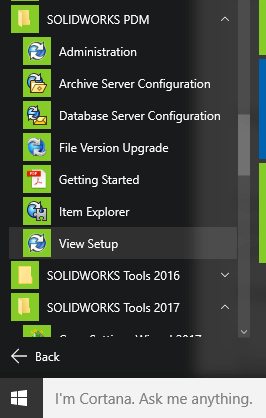 SOLIDWORKS PDM
Administration
Archive Server Configuration
Database Server Configuration
File Version Upgrade
Getting Started
Item Explorer
View Setup
SOLIDWORKS Tools 2016
SOLIDWORKS Tools 2017
Back
I'm Cortana. Ask me anything.